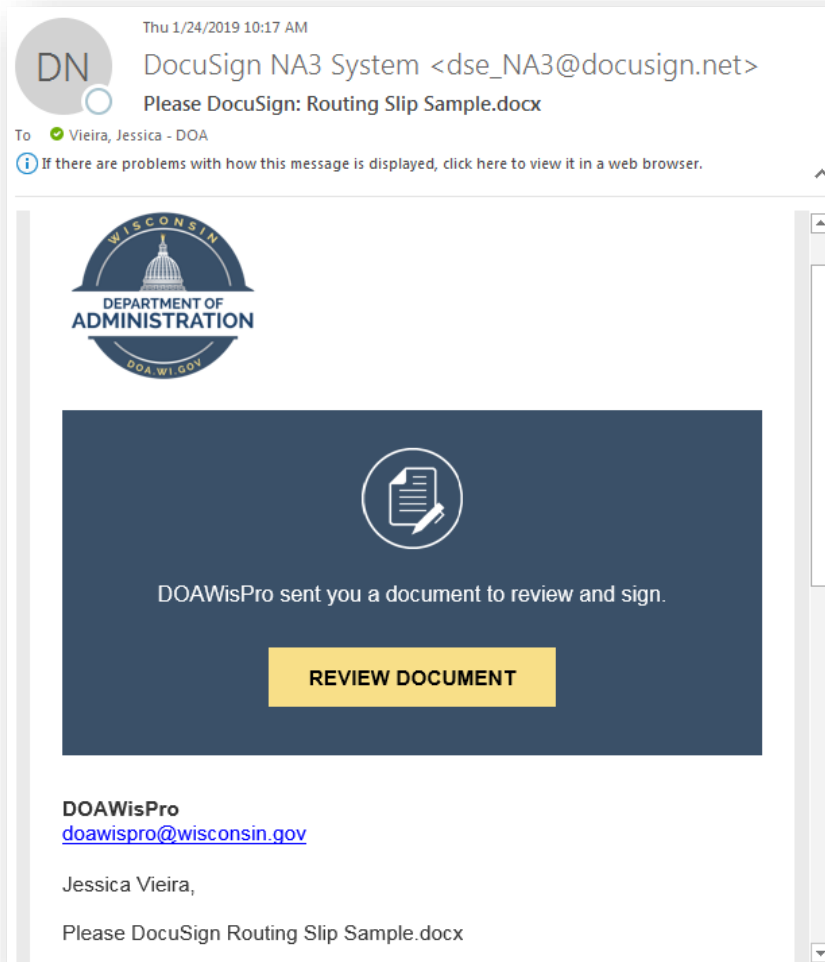 Thu 1/24/2019 10:17 AM
DN
DocuSign NA3 System <dse_NA3@docusign.net>
Please DocuSign: Routing Slip Sample.docx
To Vieira, Jessica - DOA
If there are problems with how this message is displayed, click here to view it in a web browser.
WISCONSIN
DEPARTMENT OF
ADMINISTRATION
DOA.WI.GOV
DOAWisPro sent you a document to review and sign.
REVIEW DOCUMENT
DOAWisPro
doawispro@wisconsin.gov
Jessica Vieira,
Please DocuSign Routing Slip Sample.docx